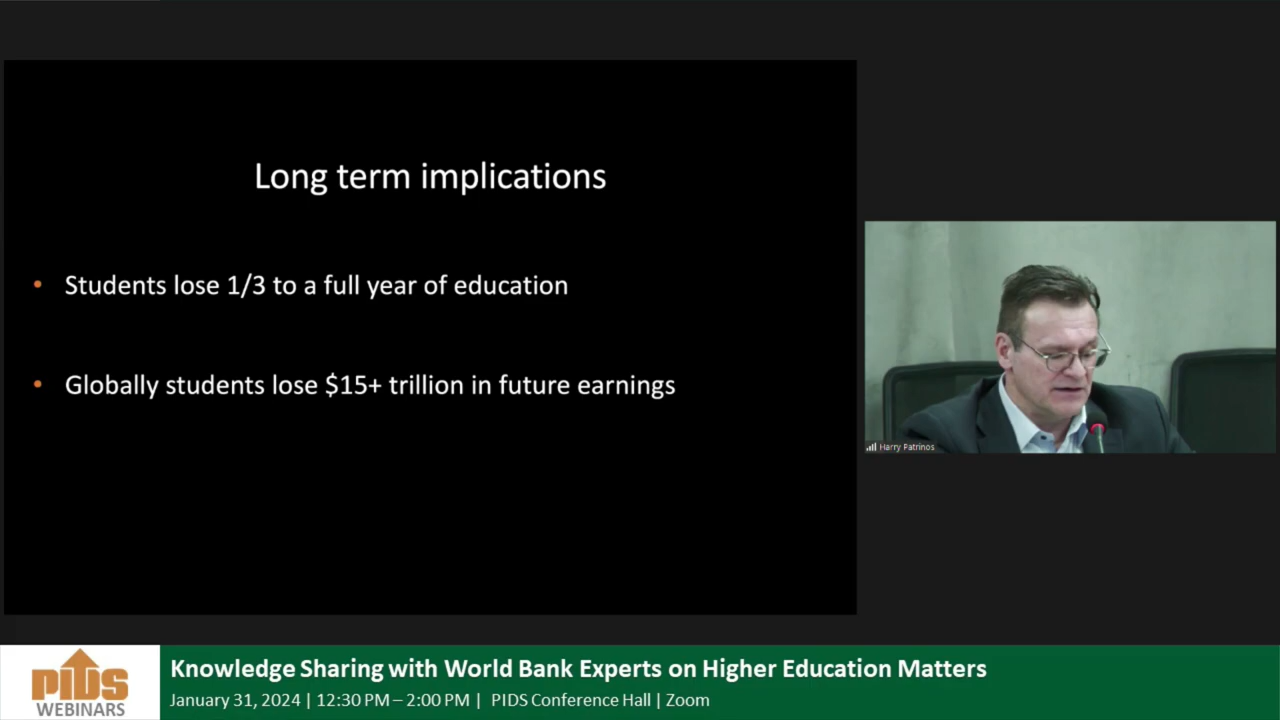 Long term implications
• Students lose 1/3 to a full year of education
• Globally students lose $15+ trillion in future earnings
Harry Patrinos
PIDS
WEBINARS
Knowledge Sharing with World Bank Experts on Higher Education Matters
January 31, 2024 | 12:30 PM – 2:00 PM | PIDS Conference Hall | Zoom